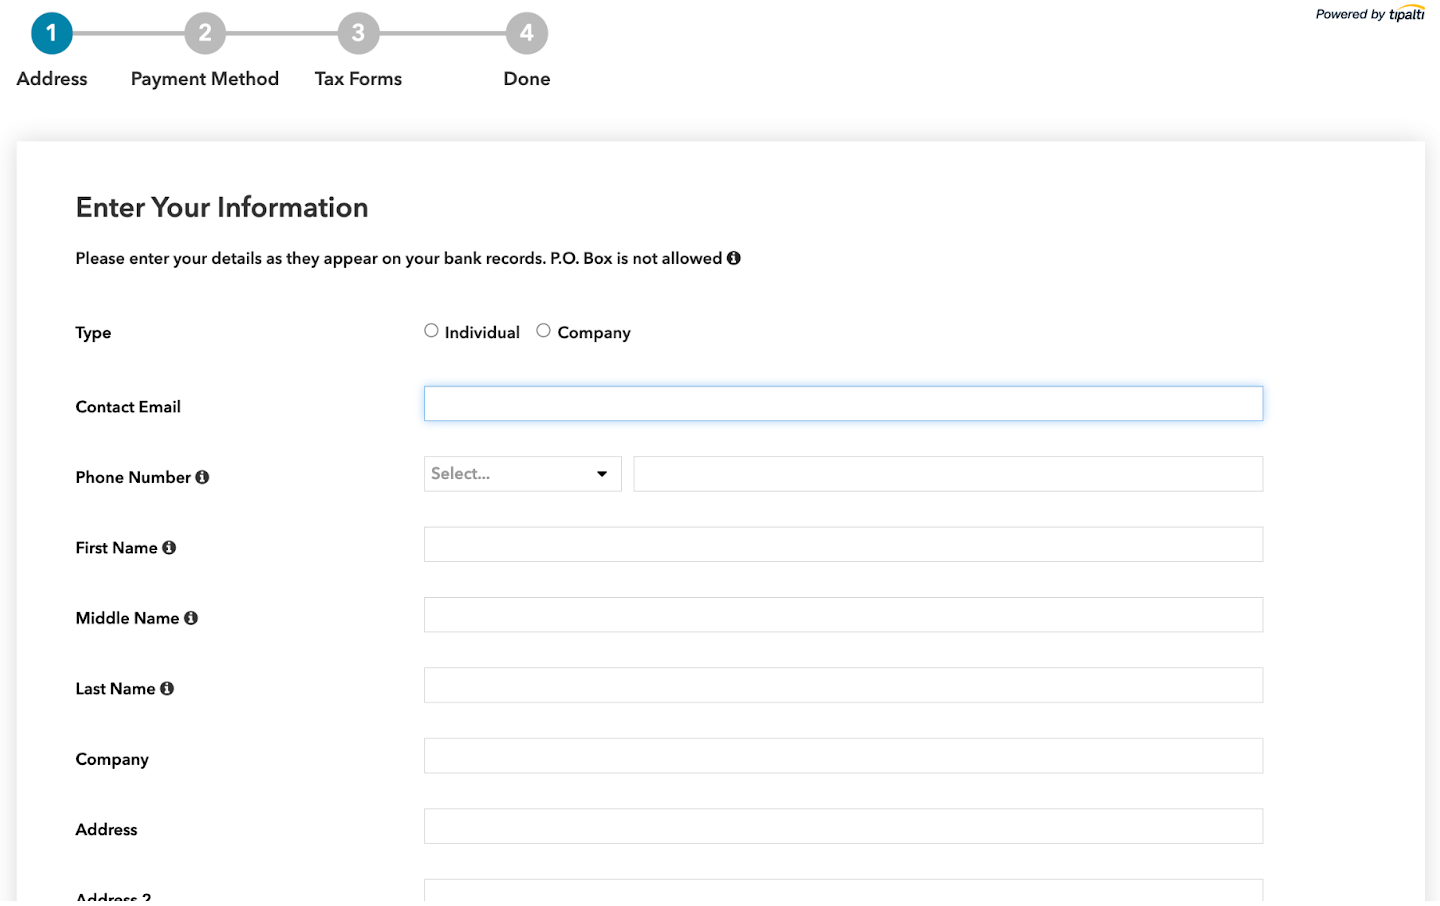 Powered by tipalti
1 2 3 4
Address Payment Method Tax Forms Done
Enter Your Information
Please enter your details as they appear on your bank records. P.O. Box is not allowed
Type Individual Company
Contact Email
Phone Number Select...
First Name
Middle Name
Last Name
Company
Address
Address 2